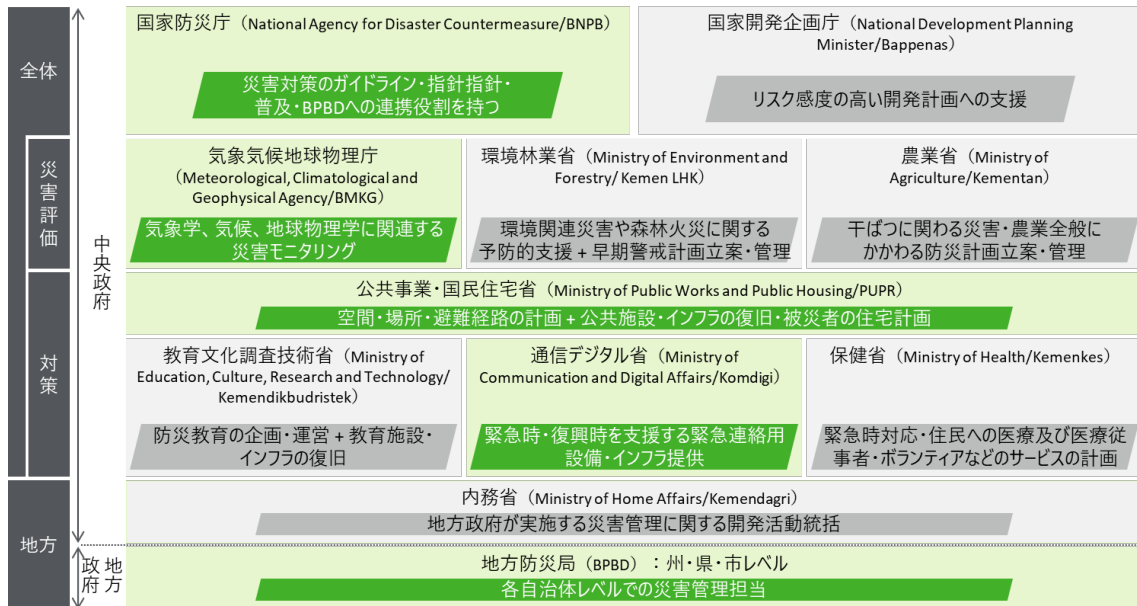 全体
災害評価
対策
地方
中央政府
地方政府
国家防災庁（National Agency for Disaster Countermeasure/BNPB）
災害対策のガイドライン・指針指針・
普及・BPBDへの連携役割を持つ
国家開発企画庁（National Development Planning
Minister/Bappenas）
リスク感度の高い開発計画への支援
気象気候地球物理庁
（Meteorological, Climatological and
Geophysical Agency/BMKG）
気象学、気候、地球物理学に関連する
災害モニタリング
環境林業省（Ministry of Environment and
Forestry/ Kemen LHK）
環境関連災害や森林火災に関する
予防的支援 + 早期警戒計画立案・管理
農業省（Ministry of
Agriculture/Kementan）
干ばつに関わる災害・農業全般に
かかわる防災計画立案・管理
公共事業・国民住宅省（Ministry of Public Works and Public Housing/PUPR）
空間・場所・避難経路の計画 + 公共施設・インフラの復旧・被災者の住宅計画
教育文化調査技術省（Ministry of
Education, Culture, Research and Technology/
Kemendikbudristek）
防災教育の企画・運営 + 教育施設・
インフラの復旧
通信デジタル省（Ministry of
Communication and Digital Affairs/Komdigi）
緊急時・復興時を支援する緊急連絡用
設備・インフラ提供
保健省（Ministry of Health/Kemenkes）
緊急時対応・住民への医療及び医療従
事者・ボランティアなどのサービスの計画
内務省（Ministry of Home Affairs/Kemendagri）
地方政府が実施する災害管理に関する開発活動統括
地方防災局（BPBD）：州・県・市レベル
各自治体レベルでの災害管理担当